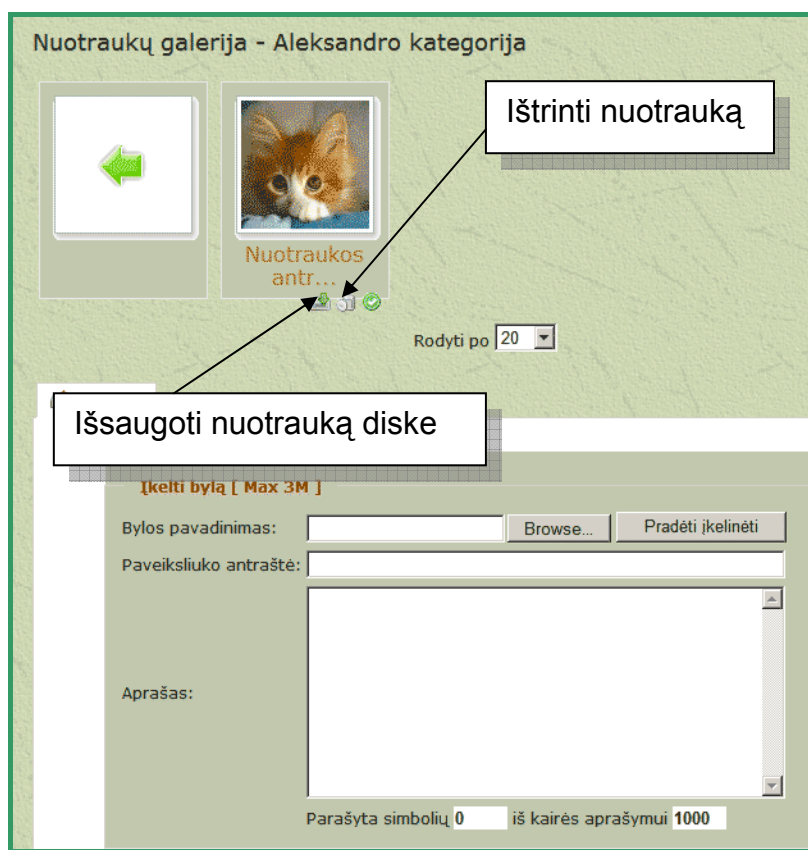 Nuotraukų galerija - Aleksandro kategorija
Ištrinti nuotrauką
Nuotraukos
antr...
Rodyti po 20
Išsaugoti nuotrauką diske
Įkelti bylą [ Max 3M ]
Bylos pavadinimas: Browse... Pradėti įkelinėti
Paveiksliuko antraštė:
Aprašas:
Parašyta simbolių 0 iš kairės aprašymui 1000